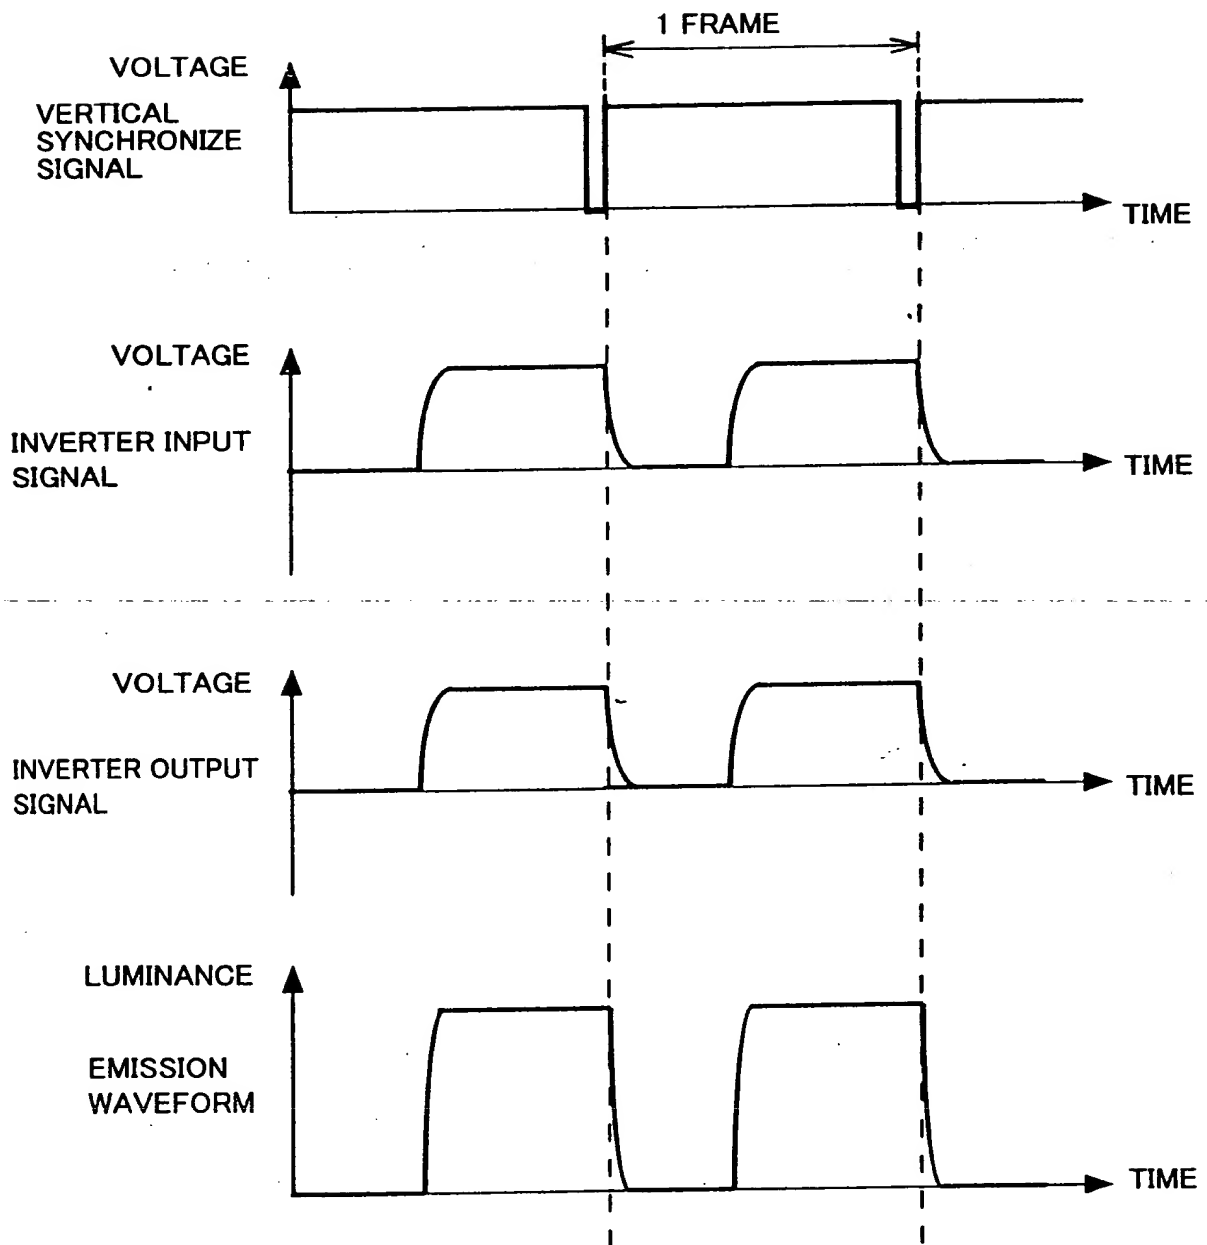 1 FRAME
VOLTAGE
VERTICAL
SYNCHRONIZE
SIGNAL
TIME
VOLTAGE
INVERTER INPUT
SIGNAL
TIME
VOLTAGE
INVERTER OUTPUT
SIGNAL
TIME
LUMINANCE
EMISSION
WAVEFORM
TIME